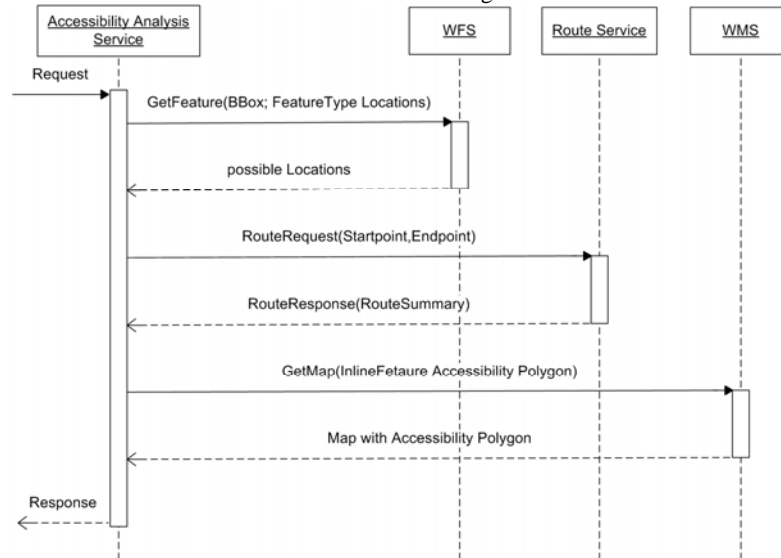 Accessibility Analysis
Service
WFS
Route Service
WMS
Request
GetFeature(BBox; FeatureType Locations)
possible Locations
RouteRequest(Startpoint,Endpoint)
RouteResponse(RouteSummary)
GetMap(InlineFetaure Accessibility Polygon)
Map with Accessibility Polygon
Response